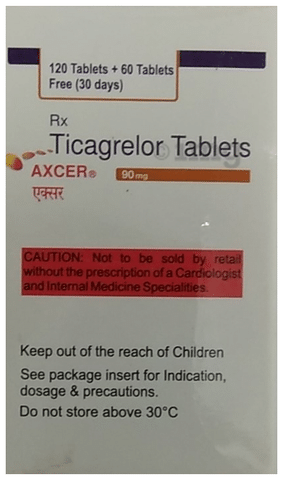 120 Tablets + 60 Tablets
Free (30 days)
Rx
Ticagrelor Tablets
AXCER® 90mg
एक्सर
CAUTION: Not to be sold by retail
without the prescription of a Cardiologist
and Internal Medicine Specialities.
Keep out of the reach of Children
See package insert for Indication,
dosage & precautions.
Do not store above 30°C